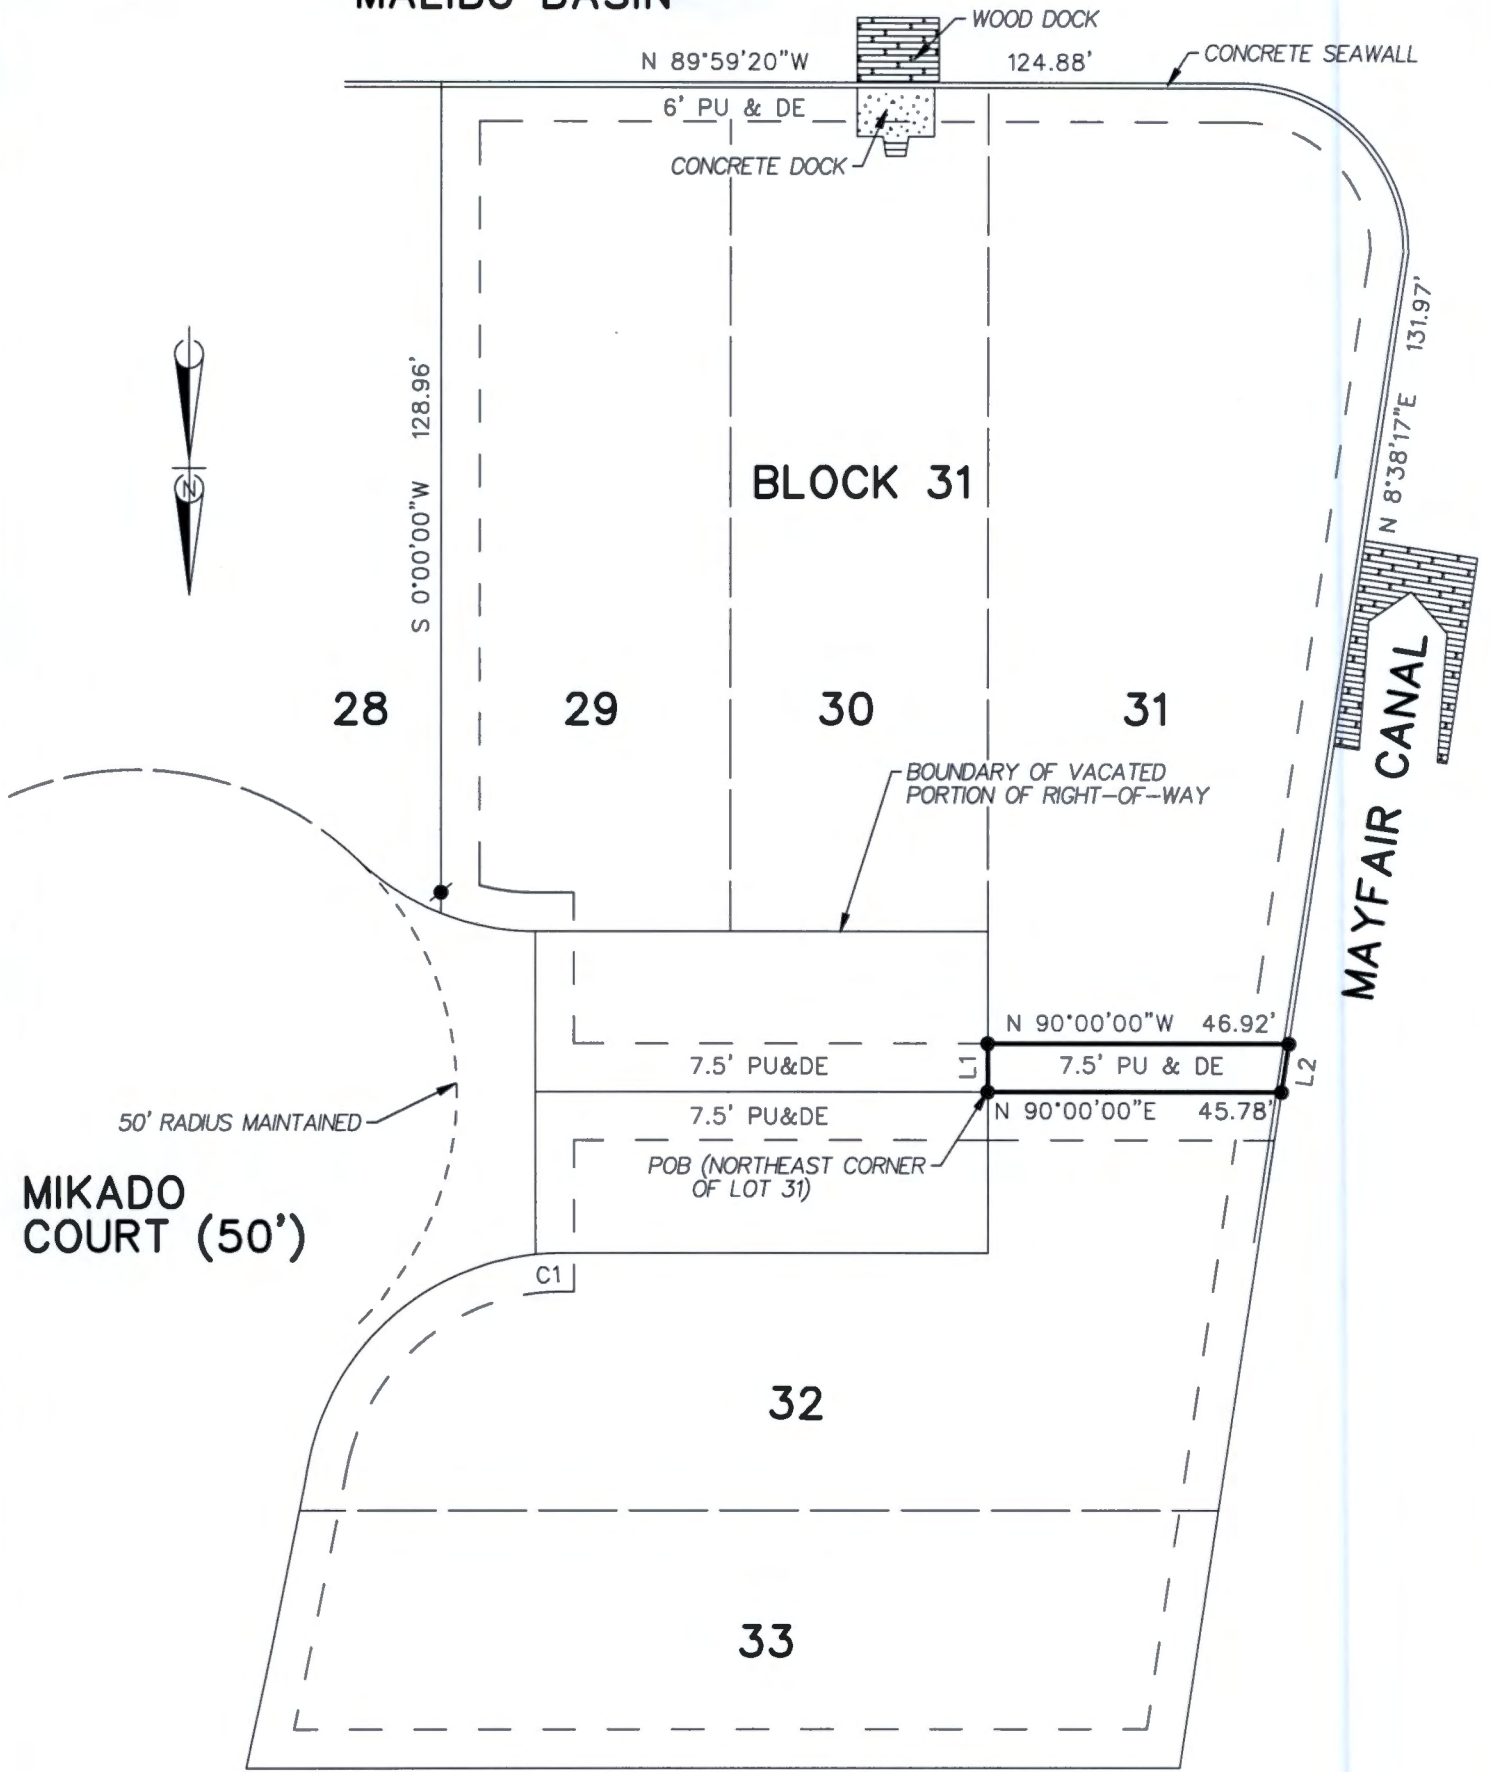 MALIBU BASIN
WOOD DOCK
N 89°59'20"W
124.88'
CONCRETE SEAWALL
6' PU & DE
CONCRETE DOCK
N 8°38'17"E 131.97'
S 0°00'00"W 128.96'
N
BLOCK 31
28
29
30
31
MAYFAIR CANAL
BOUNDARY OF VACATED
PORTION OF RIGHT-OF-WAY
N 90°00'00"W 46.92'
7.5' PU&DE
L1
7.5' PU & DE
L2
50' RADIUS MAINTAINED
7.5' PU&DE
N 90°00'00"E 45.78'
POB (NORTHEAST CORNER
OF LOT 31)
MIKADO
COURT (50')
C1
32
33